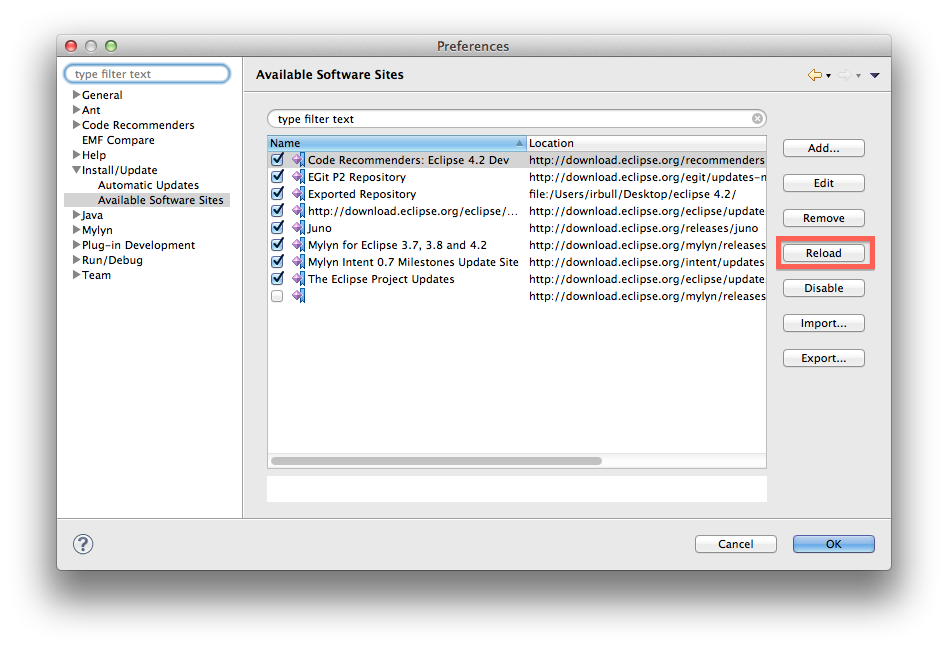 Preferences
type filter text
General
Ant
Code Recommenders
EMF Compare
Help
Install/Update
Automatic Updates
Available Software Sites
Java
Mylyn
Plug-in Development
Run/Debug
Team
Available Software Sites
type filter text
Name Location
Code Recommenders: Eclipse 4.2 Dev http://download.eclipse.org/recommenders
EGit P2 Repository http://download.eclipse.org/egit/updates-n
Exported Repository file:/Users/irbull/Desktop/eclipse 4.2/
http://download.eclipse.org/eclipse/... http://download.eclipse.org/eclipse/update
Juno http://download.eclipse.org/releases/juno
Mylyn for Eclipse 3.7, 3.8 and 4.2 http://download.eclipse.org/mylyn/releases
Mylyn Intent 0.7 Milestones Update Site http://download.eclipse.org/intent/updates
The Eclipse Project Updates http://download.eclipse.org/eclipse/update
http://download.eclipse.org/mylyn/releases
Add...
Edit
Remove
Reload
Disable
Import...
Export...
?
Cancel
OK